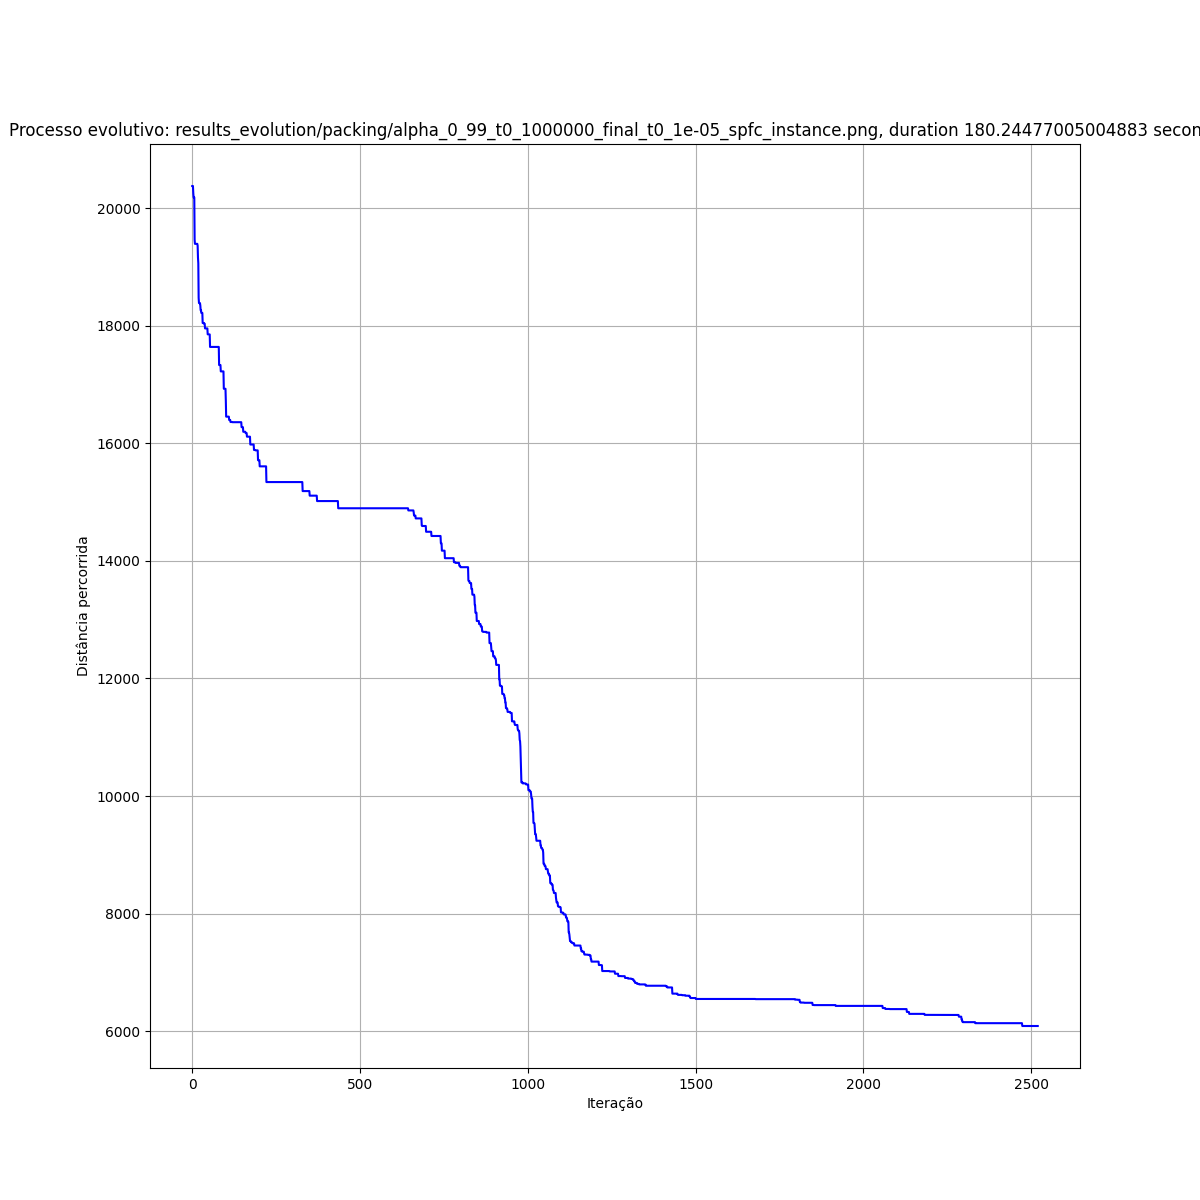 Processo evolutivo: results_evolution/packing/alpha_0_99_t0_1000000_final_t0_1e-05_spfc_instance.png, duration 180.24477005004883 secon
20000
18000
16000
14000
12000
10000
8000
6000
Distância percorrida
0 500 1000 1500 2000 2500
Iteração